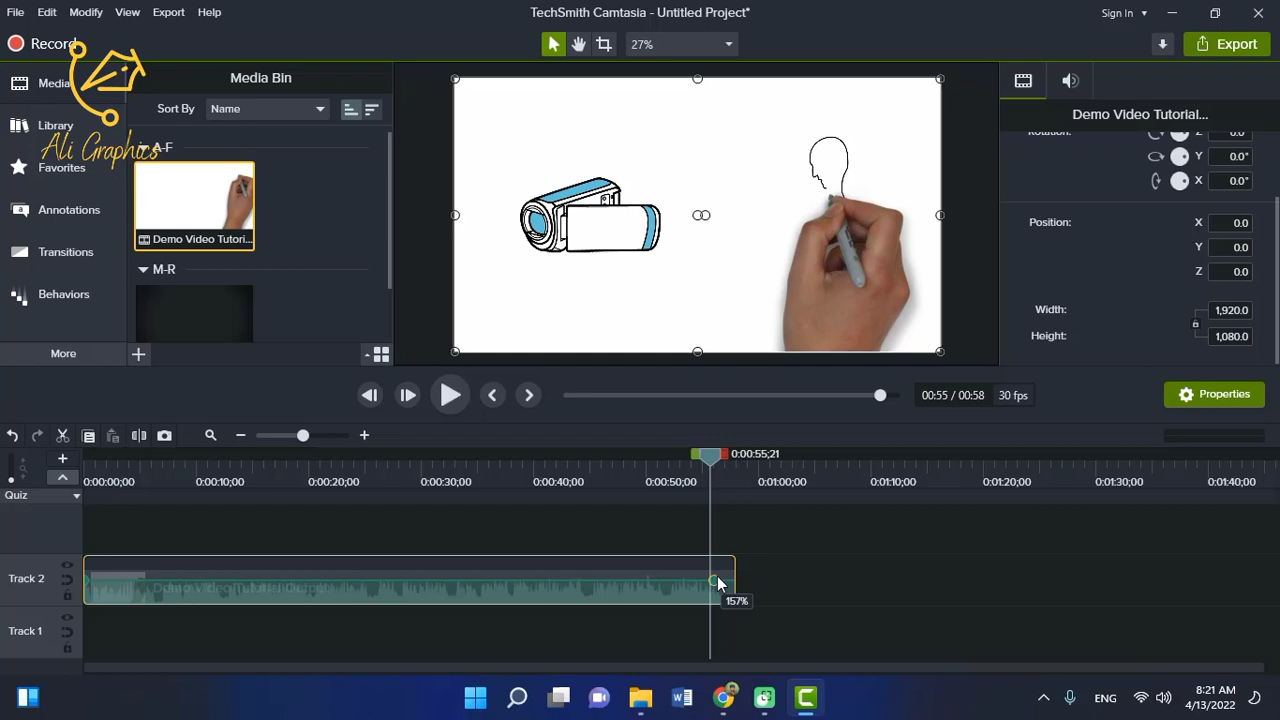 File Edit Modify View Export Help
TechSmith Camtasia - Untitled Project*
Sign In
Record
27%
Export
Media
Media Bin
Sort By Name
Library
A-F
Ali Graphics
Favorites
Demo Video Tutori...
Annotations
Transitions
M-R
Behaviors
More
Demo Video Tutorial...
Rotation: Z 0.0°
Y 0.0°
X 0.0°
Position: X 0.0
Y 0.0
Z 0.0
Width: 1,920.0
Height: 1,080.0
00:55 / 00:58 30 fps
Properties
0:00:55;21
0:00:00;00 0:00:10;00 0:00:20;00 0:00:30;00 0:00:40;00 0:00:50;00 0:01:00;00 0:01:10;00 0:01:20;00 0:01:30;00 0:01:40;00
Quiz
Track 2
Demo Video Tutorial
157%
Track 1
ENG
8:21 AM
4/13/2022